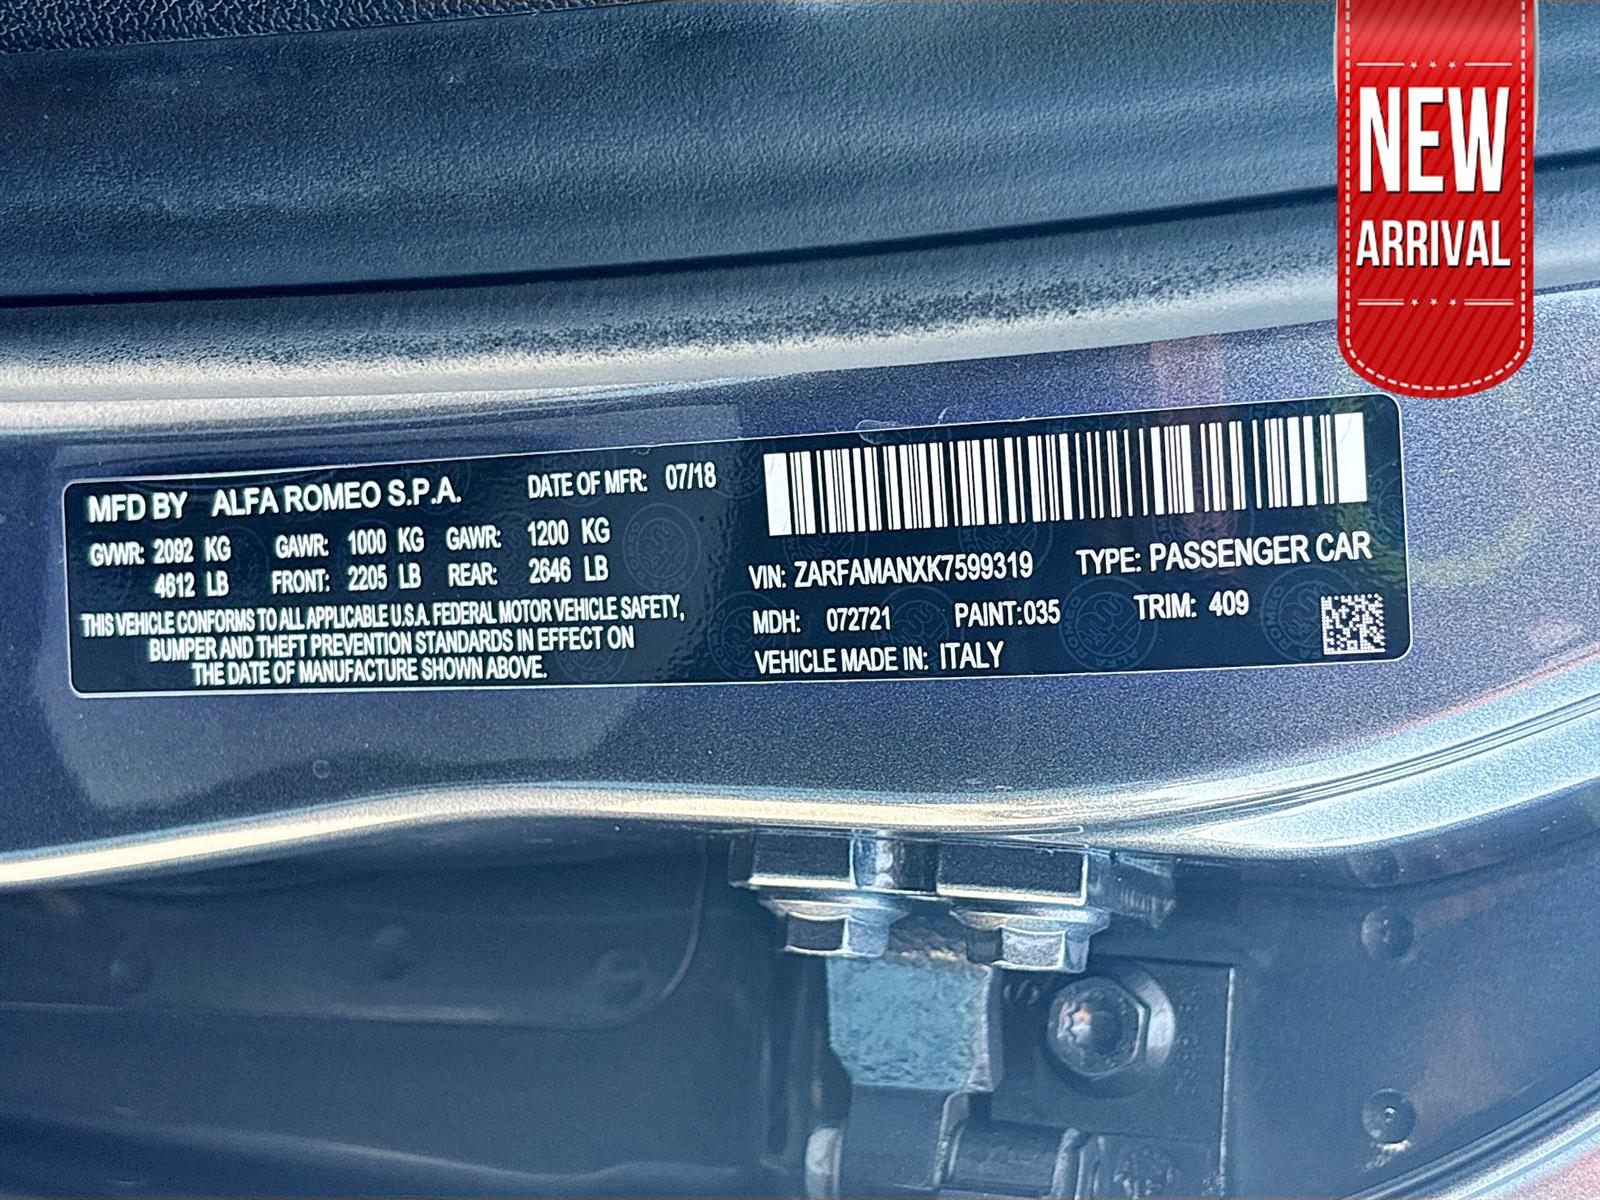 NEW
ARRIVAL
MFD BY ALFA ROMEO S.P.A. DATE OF MFR: 07/18
GVWR: 2092 KG GAWR: 1000 KG GAWR: 1200 KG
4612 LB FRONT: 2205 LB REAR: 2646 LB
THIS VEHICLE CONFORMS TO ALL APPLICABLE U.S.A. FEDERAL MOTOR VEHICLE SAFETY,
BUMPER AND THEFT PREVENTION STANDARDS IN EFFECT ON
THE DATE OF MANUFACTURE SHOWN ABOVE.
VIN: ZARFAMANXK7599319 TYPE: PASSENGER CAR
MDH: 072721 PAINT:035 TRIM: 409
VEHICLE MADE IN: ITALY